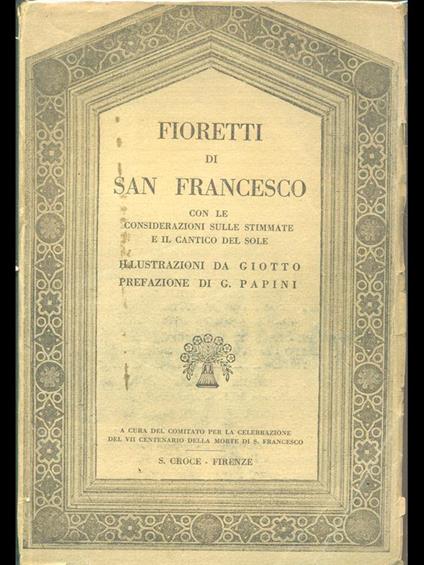 FIORETTI
DI
SAN FRANCESCO
CON LE
CONSIDERAZIONI SULLE STIMMATE
E IL CANTICO DEL SOLE
ILLUSTRAZIONI DA GIOTTO
PREFAZIONE DI G. PAPINI
A CURA DEL COMITATO PER LA CELEBRAZIONE
DEL VII CENTENARIO DELLA MORTE DI S. FRANCESCO
S. CROCE - FIRENZE